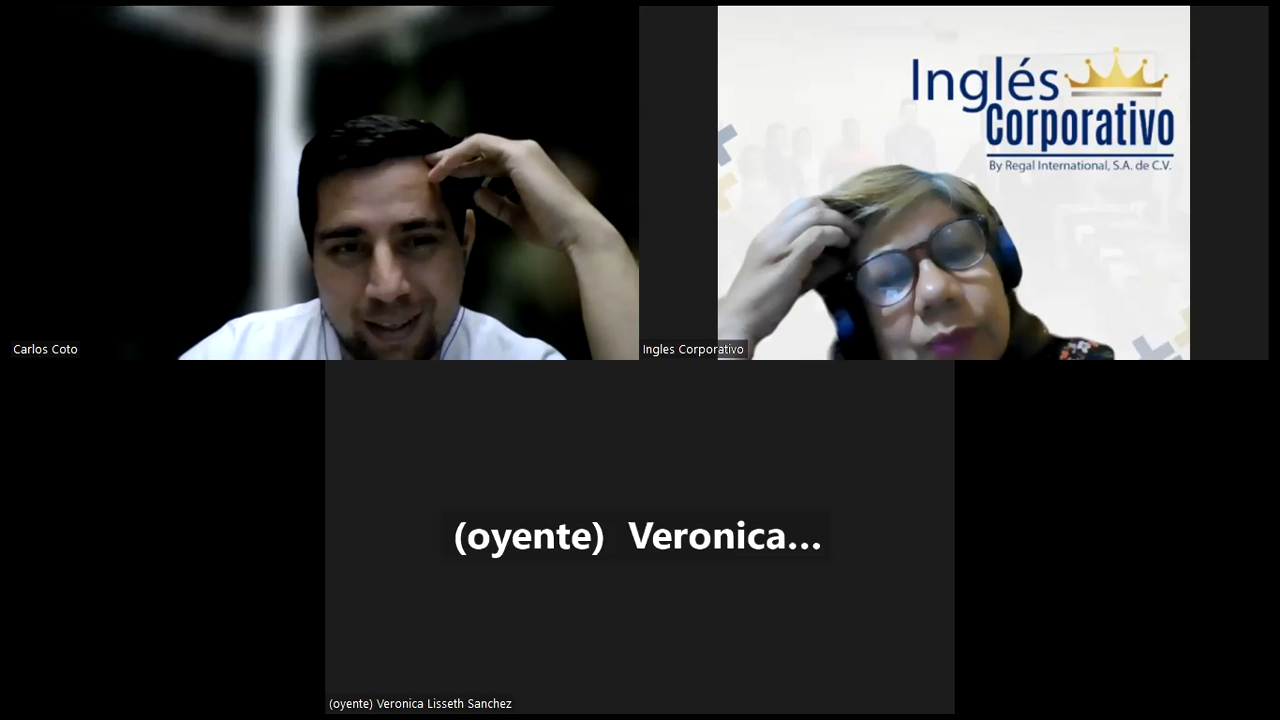 Inglés
Corporativo
By Regal International, S.A. de C.V.
Carlos Coto
Ingles Corporativo
(oyente) Veronica...
(oyente) Veronica Lisseth Sanchez